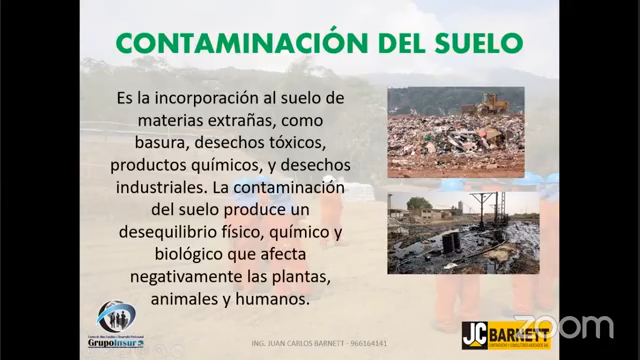 CONTAMINACIÓN DEL SUELO
Es la incorporación al suelo de
materias extrañas, como
basura, desechos tóxicos,
productos químicos, y desechos
industriales. La contaminación
del suelo produce un
desequilibrio físico, químico y
biológico que afecta
negativamente las plantas,
animales y humanos.
GrupoInsur
ING. JUAN CARLOS BARNETT - 966164141
JC BARNETT
zoom